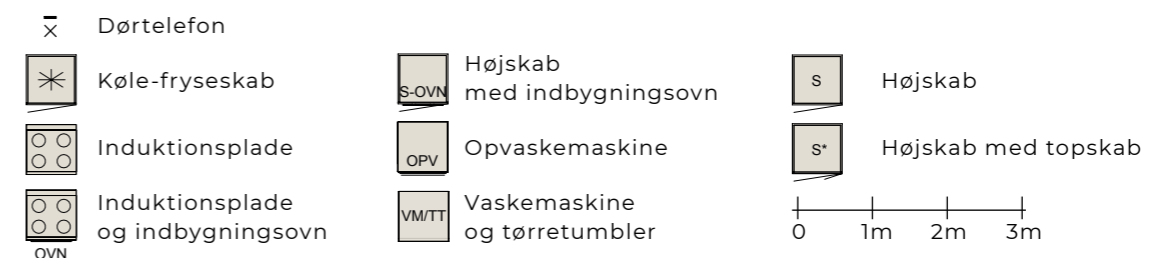 Dørtelefon
Køle-fryseskab
Induktionsplade
Induktionsplade
og indbygningsovn
OVN
S-OVN
Højskab
med indbygningsovn
OPV
Opvaskemaskine
VM/TT
Vaskemaskine
og tørretumbler
S
Højskab
S*
Højskab med topskab
0 1m 2m 3m